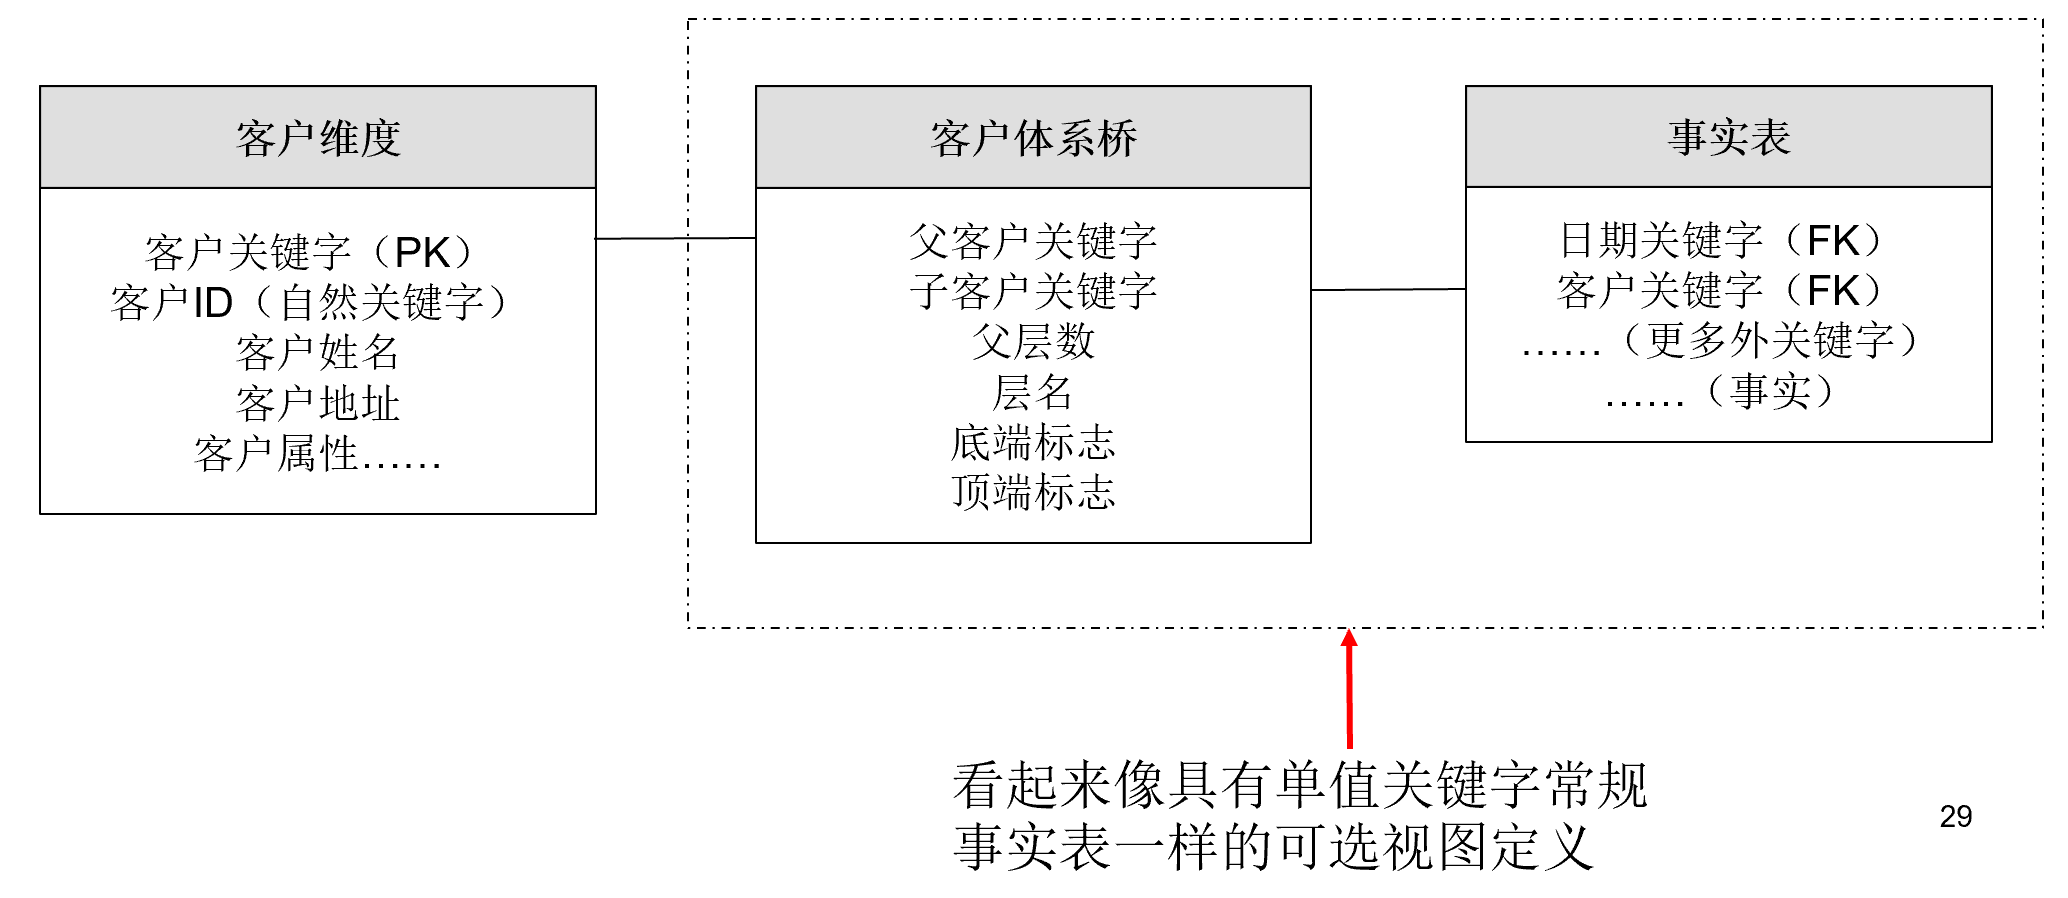 客户维度
客户关键字（PK）
客户ID（自然关键字）
客户姓名
客户地址
客户属性……
客户体系桥
父客户关键字
子客户关键字
父层数
层名
底端标志
顶端标志
事实表
日期关键字（FK）
客户关键字（FK）
……（更多外关键字）
……（事实）
看起来像具有单值关键字常规
事实表一样的可选视图定义
29